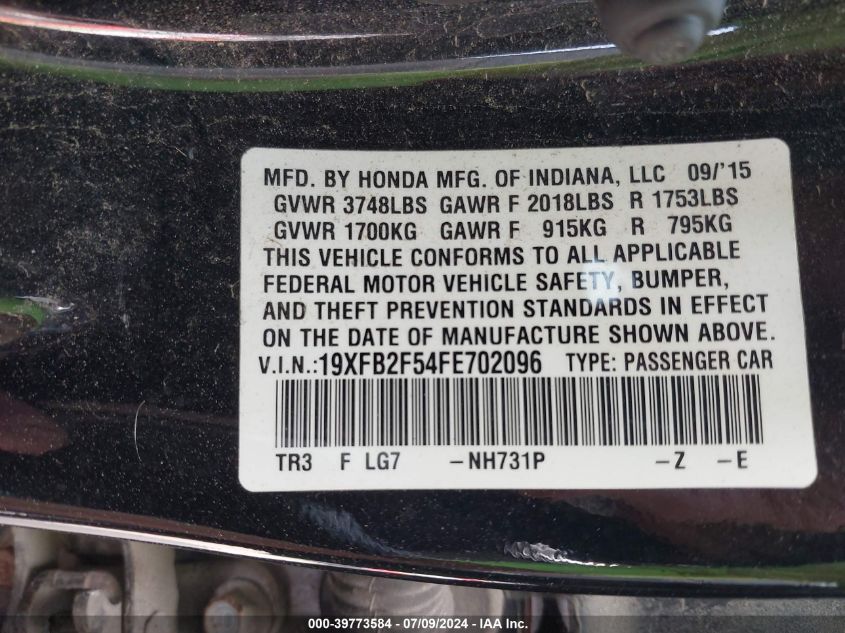 MFD. BY HONDA MFG. OF INDIANA, LLC 09/'15
GVWR 3748LBS GAWR F 2018LBS R 1753LBS
GVWR 1700KG GAWR F 915KG R 795KG
THIS VEHICLE CONFORMS TO ALL APPLICABLE
FEDERAL MOTOR VEHICLE SAFETY, BUMPER,
AND THEFT PREVENTION STANDARDS IN EFFECT
ON THE DATE OF MANUFACTURE SHOWN ABOVE.
V.I.N.:19XFB2F54FE702096 TYPE: PASSENGER CAR
TR3 F LG7 -NH731P -Z -E
000-39773584 - 07/09/2024 - NEW - PHOTO - IAA